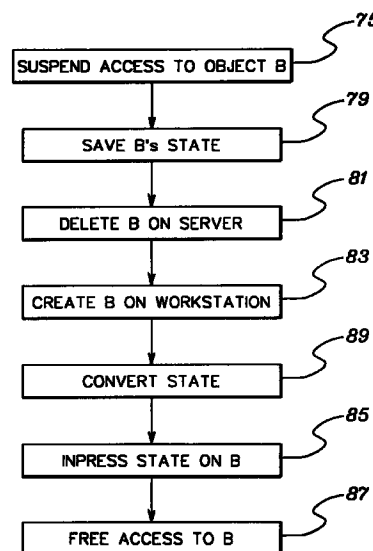 75
SUSPEND ACCESS TO OBJECT B
79
SAVE B's STATE
81
DELETE B ON SERVER
83
CREATE B ON WORKSTATION
89
CONVERT STATE
85
INPRESS STATE ON B
87
FREE ACCESS TO B